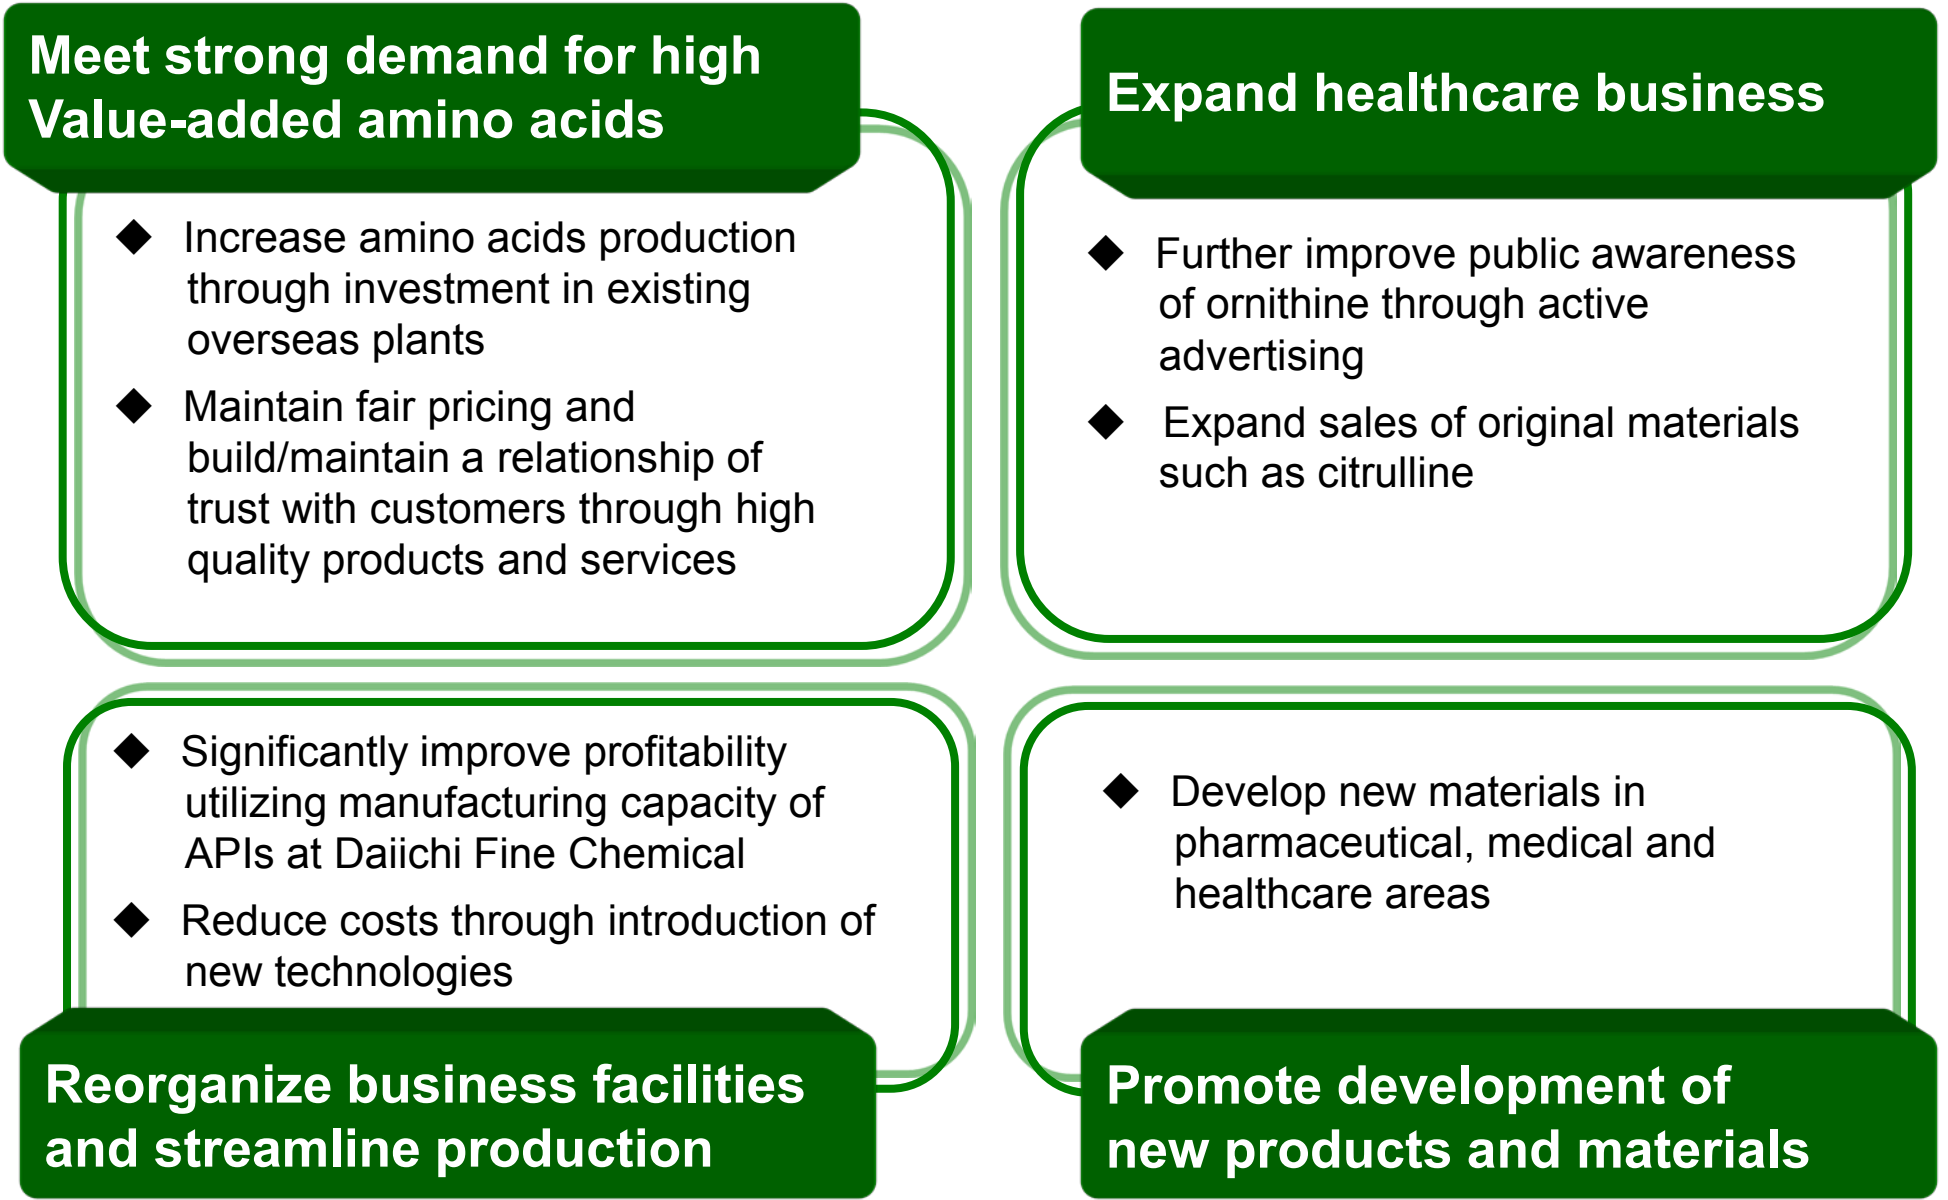 Meet strong demand for high
Value-added amino acids
◆ Increase amino acids production
through investment in existing
overseas plants
◆ Maintain fair pricing and
build/maintain a relationship of
trust with customers through high
quality products and services
Expand healthcare business
◆ Further improve public awareness
of ornithine through active
advertising
◆ Expand sales of original materials
such as citrulline
◆ Significantly improve profitability
utilizing manufacturing capacity of
APIs at Daiichi Fine Chemical
◆ Reduce costs through introduction of
new technologies
Reorganize business facilities
and streamline production
◆ Develop new materials in
pharmaceutical, medical and
healthcare areas
Promote development of
new products and materials